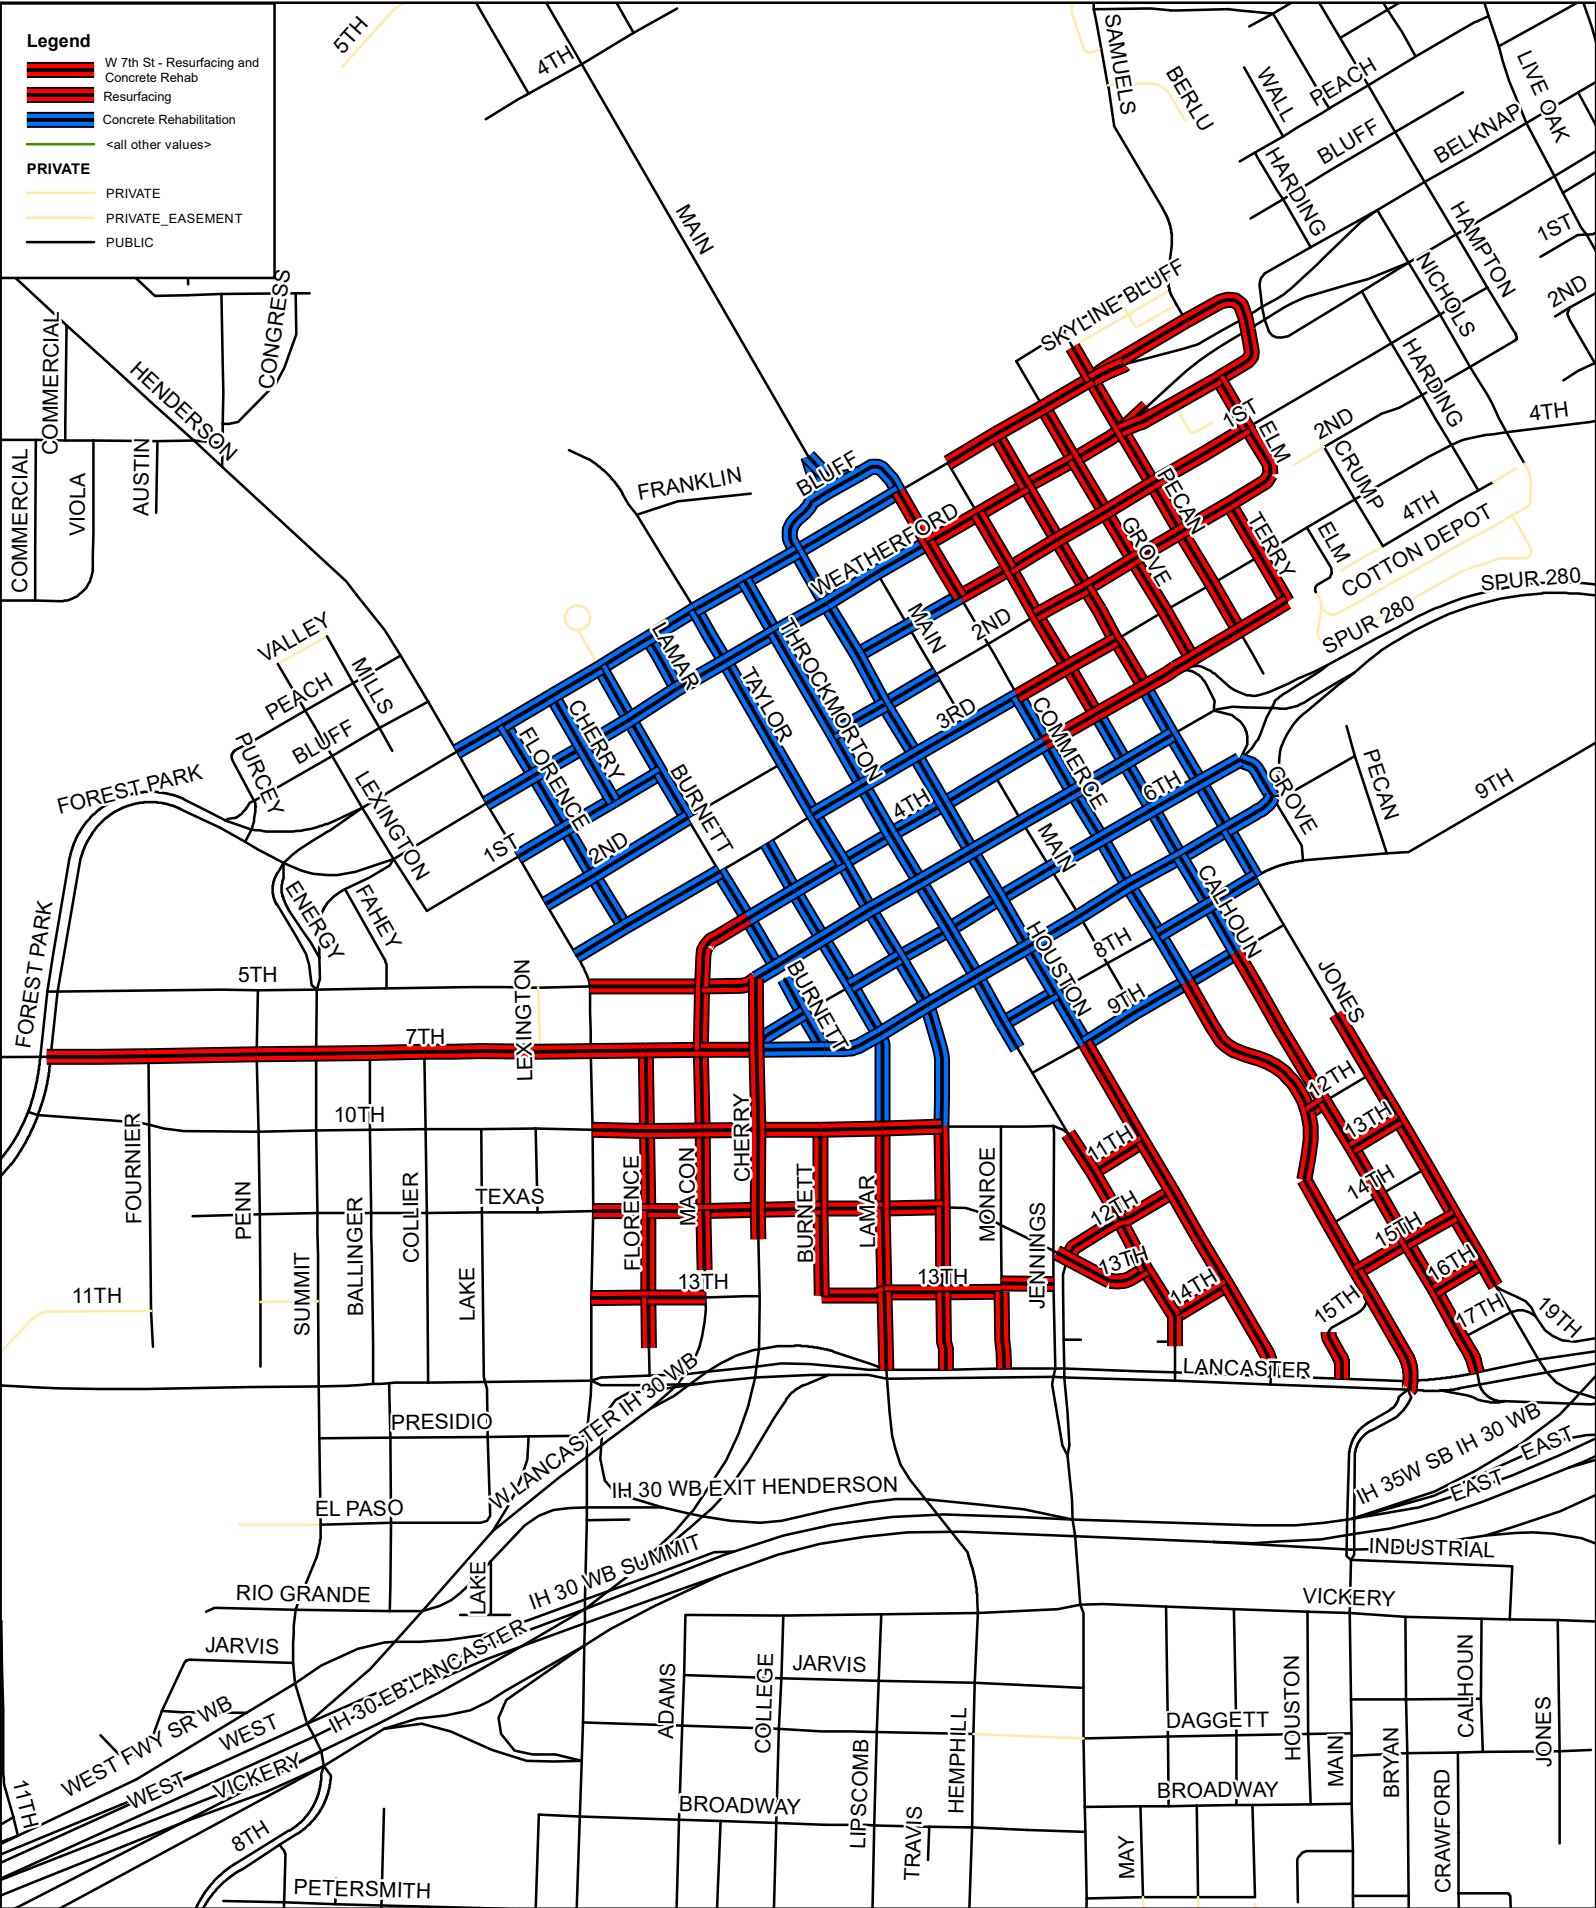 Legend
W 7th St - Resurfacing and
Concrete Rehab
Resurfacing
Concrete Rehabilitation
<all other values>
PRIVATE
PRIVATE
PRIVATE_EASEMENT
PUBLIC
5TH
4TH
SAMUELS
BERLU
WALL
PEACH
LIVE OAK
BLUFF
BELKNAP
HARDING
MAIN
HAMPTON
1ST
NICHOLS
2ND
SKYLINE BLUFF
CONGRESS
COMMERCIAL
HENDERSON
HARDING
4TH
1ST
ELM
2ND
CRUMP
COMMERCIAL
VIOLA
AUSTIN
FRANKLIN
BLUFF
PECAN
4TH
WEATHERFORD
GROVE
TERRY
ELM
COTTON DEPOT
SPUR 280
SPUR 280
VALLEY
MILLS
PEACH
BLUFF
PURCEY
LAMAR
THROCKMORTON
MAIN
2ND
TAYLOR
CHERRY
FLORENCE
3RD
COMMERCE
FOREST PARK
LEXINGTON
BURNETT
4TH
6TH
GROVE
PECAN
9TH
1ST
2ND
MAIN
CALHOUN
ENERGY
FAHEY
FOREST PARK
HOUSTON
8TH
9TH
BURNETT
JONES
5TH
LEXINGTON
7TH
10TH
12TH
13TH
14TH
15TH
16TH
17TH
15TH
19TH
11TH
12TH
13TH
14TH
FOURNIER
PENN
SUMMIT
BALLINGER
COLLIER
TEXAS
LAKE
FLORENCE
MACON
CHERRY
BURNETT
LAMAR
MONROE
JENNINGS
13TH
13TH
11TH
LANCASTER
PRESIDIO
W LANCASTER IH 30 WB
IH 30 WB EXIT HENDERSON
IH 35W SB IH 30 WB
EAST
EAST
EL PASO
INDUSTRIAL
LAKE
IH 30 WB SUMMIT
RIO GRANDE
VICKERY
JARVIS
IH 30 EB LANCASTER
JARVIS
ADAMS
COLLEGE
HOUSTON
CALHOUN
WEST FWY SR WB
WEST
WEST
VICKERY
11TH
8TH
DAGGETT
MAIN
BRYAN
JONES
LIPSCOMB
HEMPHILL
BROADWAY
BROADWAY
TRAVIS
MAY
CRAWFORD
PETERSMITH